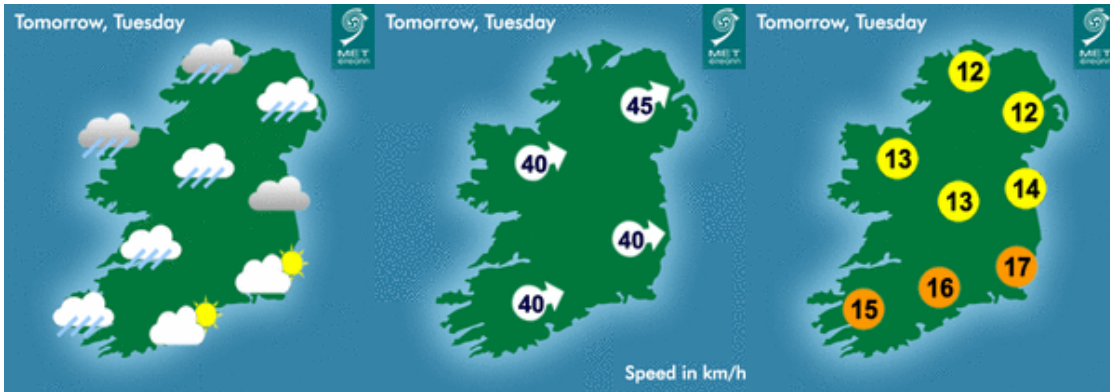 Tomorrow, Tuesday
MET
éireann
Tomorrow, Tuesday
MET
éireann
45
40
40
40
Speed in km/h
Tomorrow, Tuesday
MET
éireann
12
12
13
14
13
17
16
15